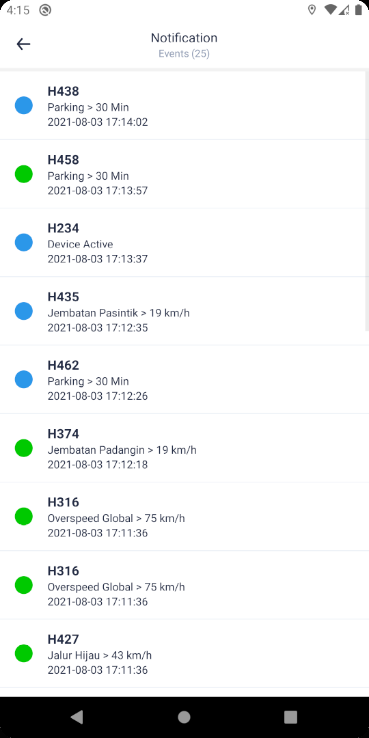 4:15
Notification
Events (25)
H438
Parking > 30 Min
2021-08-03 17:14:02
H458
Parking > 30 Min
2021-08-03 17:13:57
H234
Device Active
2021-08-03 17:13:37
H435
Jembatan Pasintik > 19 km/h
2021-08-03 17:12:35
H462
Parking > 30 Min
2021-08-03 17:12:26
H374
Jembatan Padangin > 19 km/h
2021-08-03 17:12:18
H316
Overspeed Global > 75 km/h
2021-08-03 17:11:36
H316
Overspeed Global > 75 km/h
2021-08-03 17:11:36
H427
Jalur Hijau > 43 km/h
2021-08-03 17:11:36